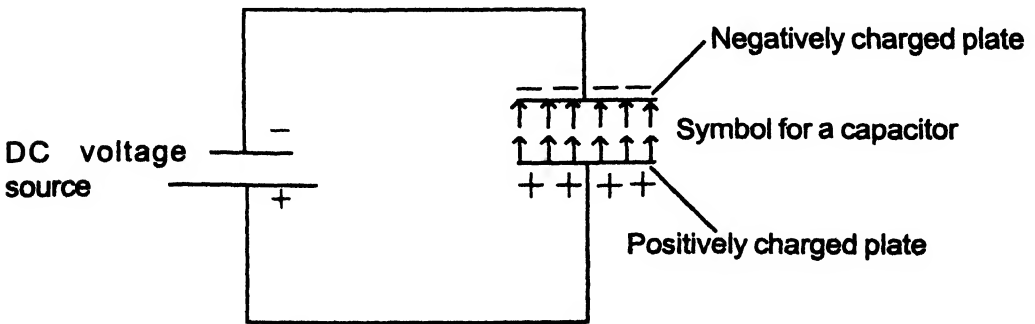 Negatively charged plate
− − − −
Symbol for a capacitor
−
DC voltage
source
+
+ + + +
Positively charged plate